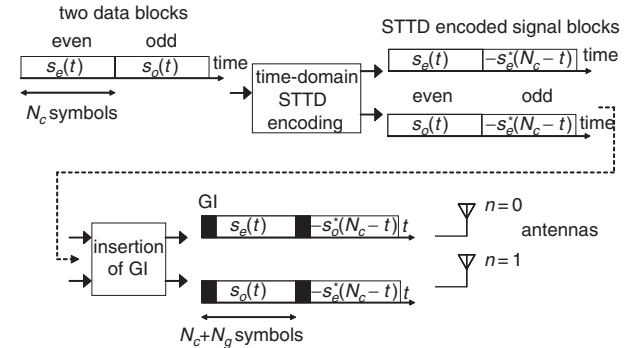 two data blocks
even odd
s_e(t) s_o(t) time
N_c symbols
time-domain
STTD
encoding
STTD encoded signal blocks
s_e(t) –s_e^*(N_c – t) time
even odd
s_o(t) –s_e^*(N_c – t) time
insertion
of GI
GI
s_e(t) –s_o^*(N_c – t) t
s_o(t) –s_e^*(N_c – t) t
N_c+N_g symbols
n=0
antennas
n=1